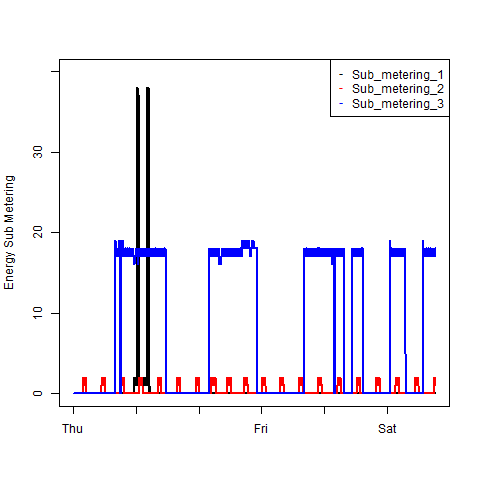 Sub_metering_1
Sub_metering_2
Sub_metering_3
Energy Sub Metering
30
20
10
0
Thu
Fri
Sat